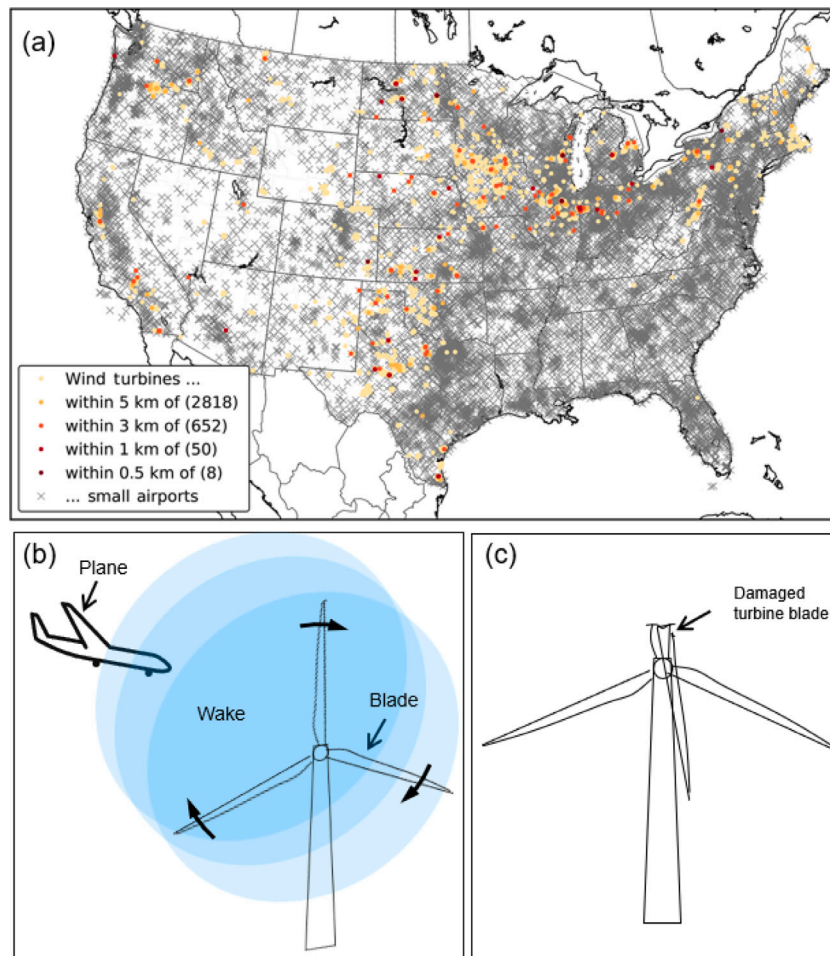 (a)
Wind turbines ...
within 5 km of (2818)
within 3 km of (652)
within 1 km of (50)
within 0.5 km of (8)
... small airports
(b)
Plane
Wake
Blade
(c)
Damaged
turbine blade